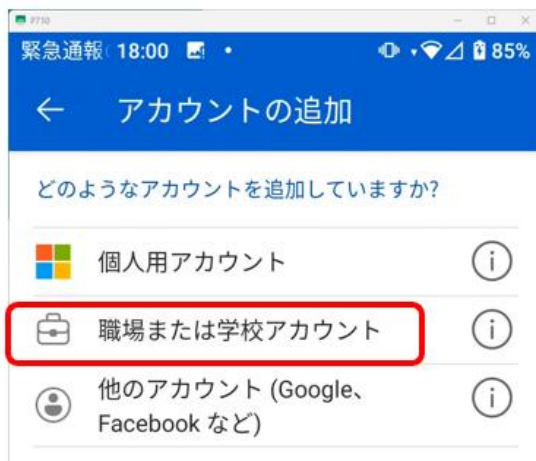 P710
緊急通報 18:00 85%
アカウントの追加
どのようなアカウントを追加していますか?
個人用アカウント
職場または学校アカウント
他のアカウント (Google、
Facebook など)